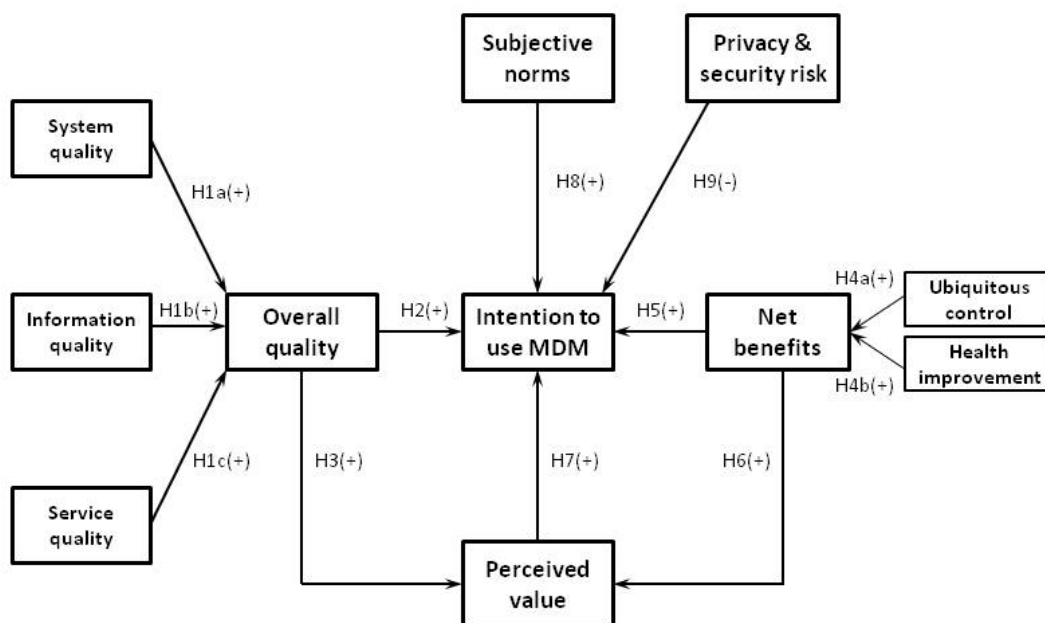 Subjective
norms
Privacy &
security risk
System
quality
H1a(+)
H8(+)
H9(-)
Information
quality
H1b(+)
Overall
quality
H2(+)
Intention to
use MDM
H5(+)
Net
benefits
H4a(+)
Ubiquitous
control
Health
improvement
H4b(+)
H1c(+)
H3(+)
H7(+)
H6(+)
Service
quality
Perceived
value